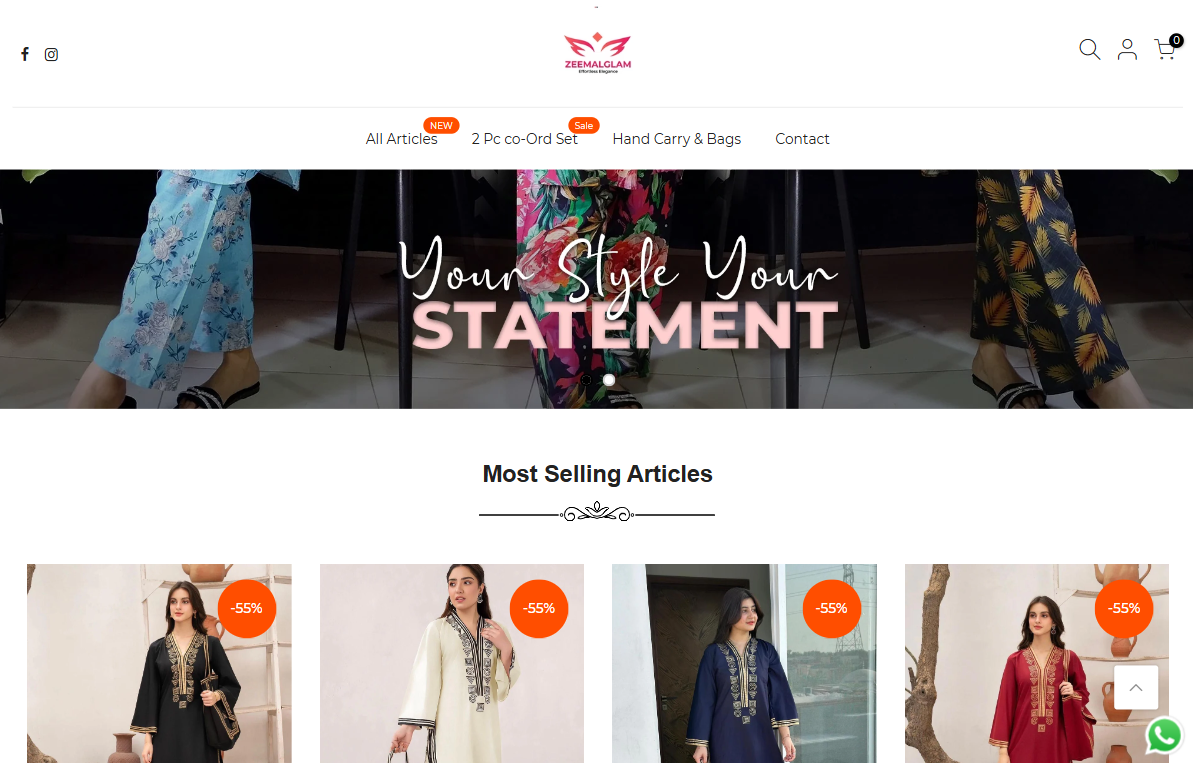 ZEEMALGLAM
Effortless Elegance
0
NEW
Sale
All Articles
2 Pc co-Ord Set
Hand Carry & Bags
Contact
Your Style Your
STATEMENT
Most Selling Articles
-55%
-55%
-55%
-55%